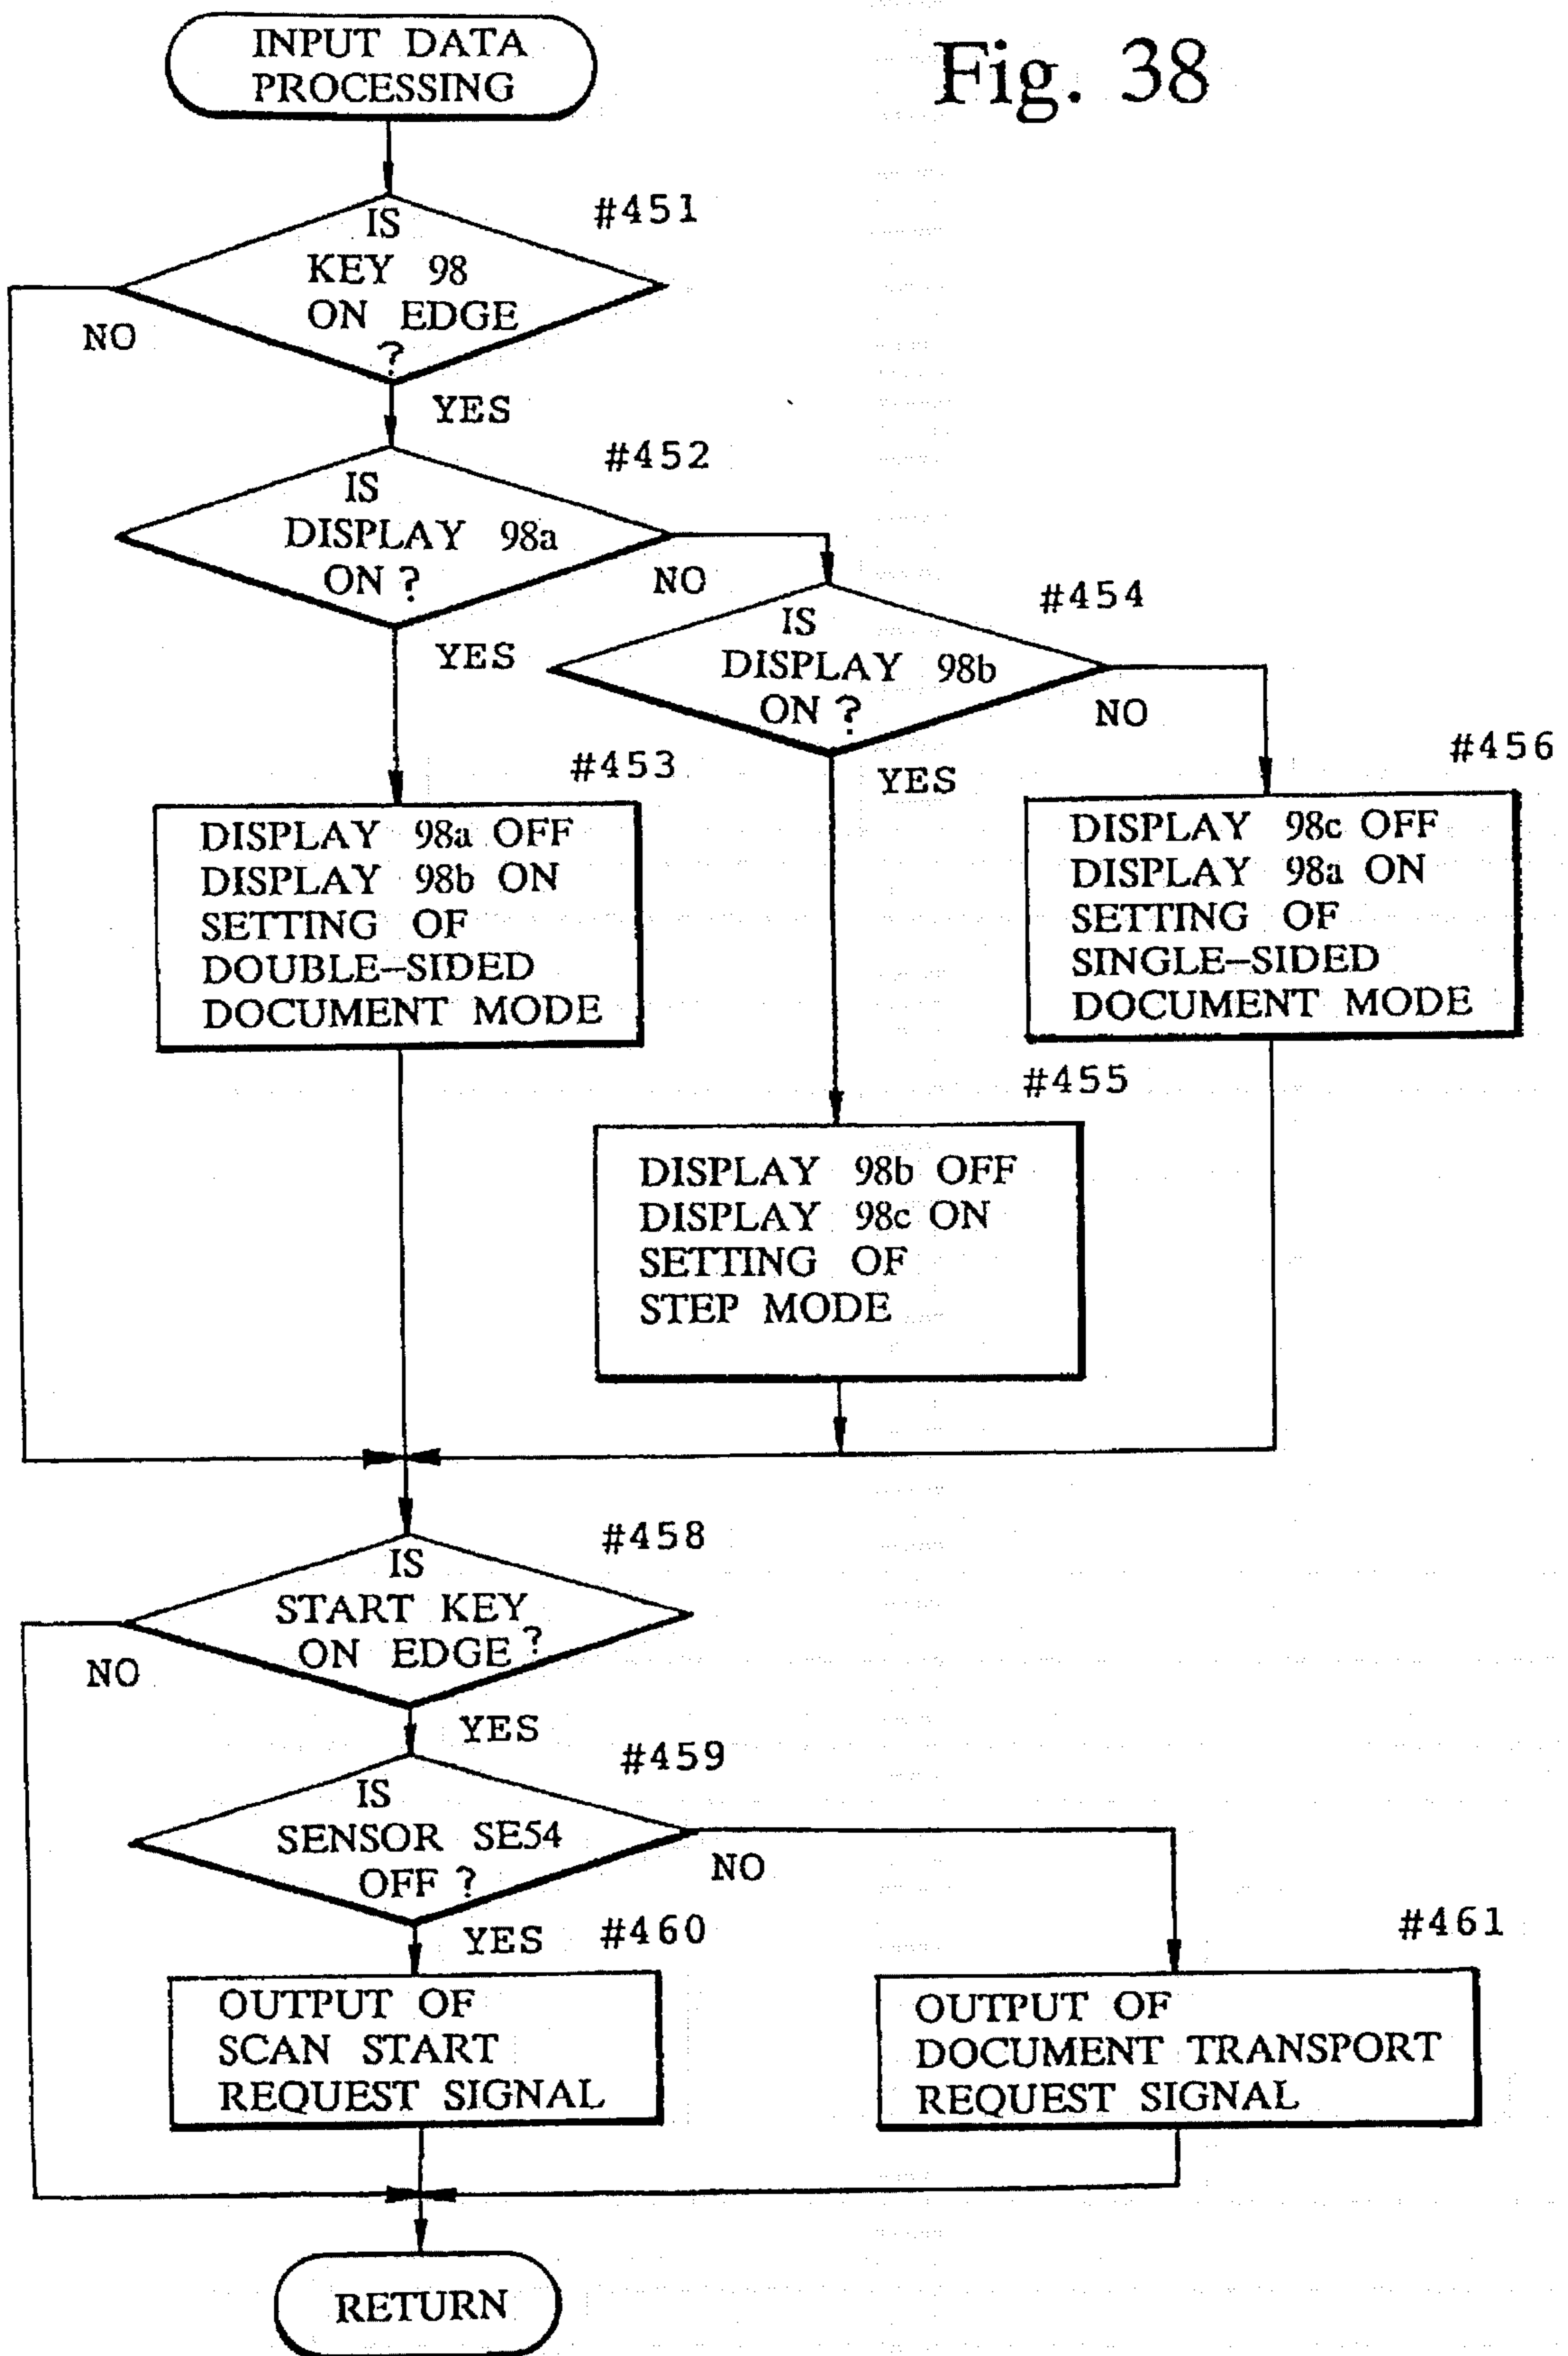 Fig. 38
INPUT DATA
PROCESSING
#451
IS
KEY 98
ON EDGE
?
NO
YES
#452
IS
DISPLAY 98a
ON ?
NO
YES
#454
IS
DISPLAY 98b
ON ?
NO
YES
#453
DISPLAY 98a OFF
DISPLAY 98b ON
SETTING OF
DOUBLE-SIDED
DOCUMENT MODE
#456
DISPLAY 98c OFF
DISPLAY 98a ON
SETTING OF
SINGLE-SIDED
DOCUMENT MODE
#455
DISPLAY 98b OFF
DISPLAY 98c ON
SETTING OF
STEP MODE
#458
IS
START KEY
ON EDGE ?
NO
YES
#459
IS
SENSOR SE54
OFF ?
NO
YES
#460
OUTPUT OF
SCAN START
REQUEST SIGNAL
#461
OUTPUT OF
DOCUMENT TRANSPORT
REQUEST SIGNAL
RETURN